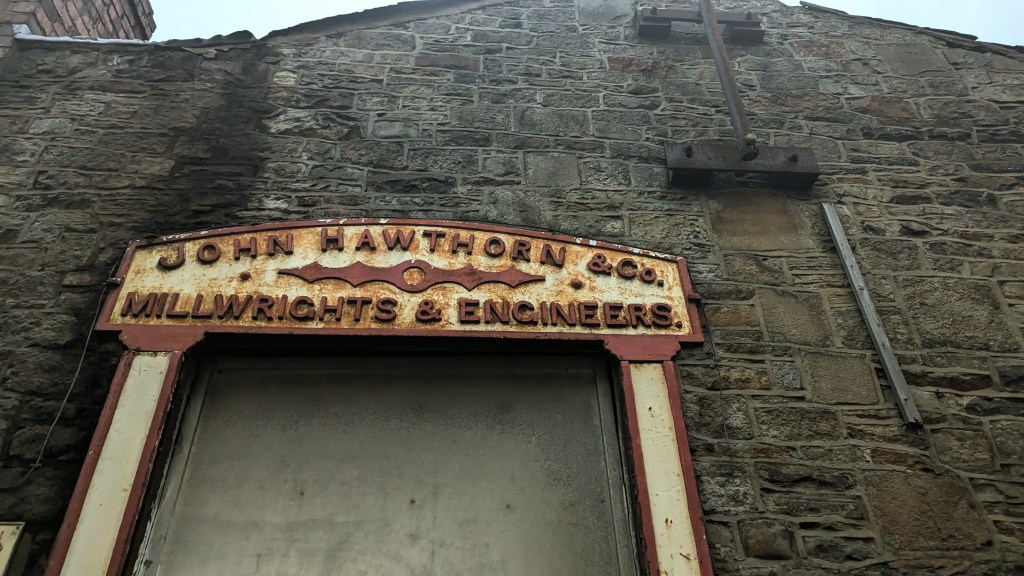 JOHN HAWTHORN & Co.
MILLWRIGHTS & ENGINEERS.